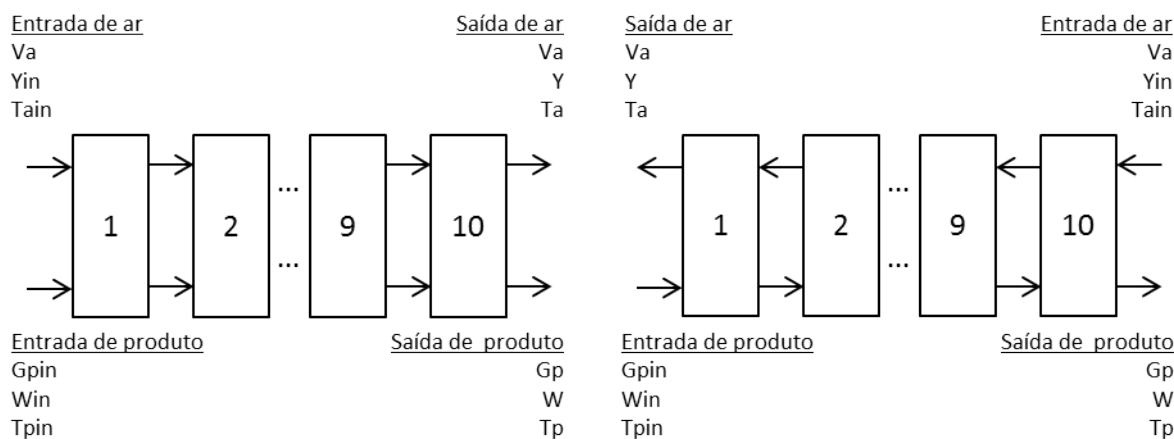 Entrada de ar
Va
Yin
Tain
Saída de ar
Va
Y
Ta
1
2
...
...
9
10
Entrada de produto
Gpin
Win
Tpin
Saída de produto
Gp
W
Tp
Saída de ar
Va
Y
Ta
Entrada de ar
Va
Yin
Tain
1
2
...
...
9
10
Entrada de produto
Gpin
Win
Tpin
Saída de produto
Gp
W
Tp